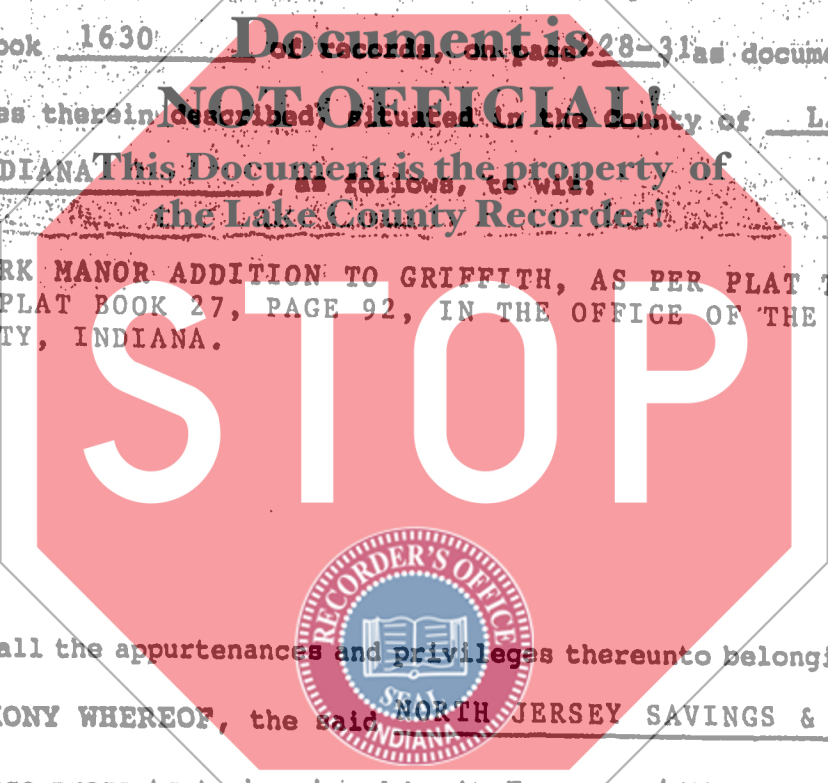 Document is
ook 1630 of records, on page 228-31 as docume
NOT OFFICIAL!
es therein described, situated in the County of L
This Document is the property of
DIANA , as follows, to wit:
the Lake County Recorder!
RK MANOR ADDITION TO GRIFFITH, AS PER PLAT T
PLAT BOOK 27, PAGE 92, IN THE OFFICE OF THE
TY, INDIANA.
STOP
RECORDER'S OFFICE
SEAL
INDIANA
all the appurtenances and privileges thereunto belongi
ONY WHEREOF, the said NORTH JERSEY SAVINGS &